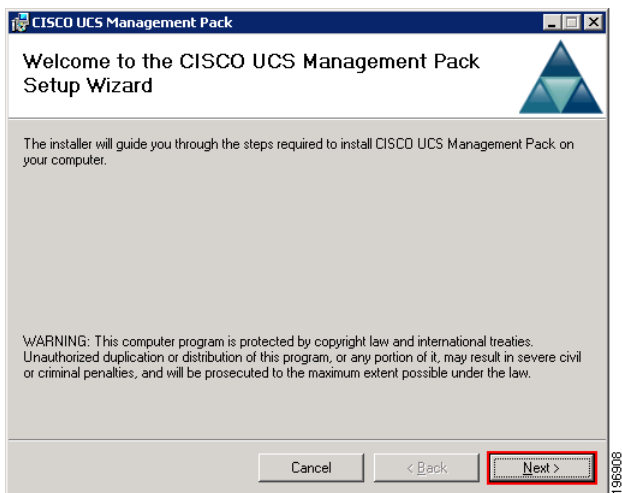 CISCO UCS Management Pack
Welcome to the CISCO UCS Management Pack
Setup Wizard
The installer will guide you through the steps required to install CISCO UCS Management Pack on
your computer.
WARNING: This computer program is protected by copyright law and international treaties.
Unauthorized duplication or distribution of this program, or any portion of it, may result in severe civil
or criminal penalties, and will be prosecuted to the maximum extent possible under the law.
Cancel
< Back
Next >
196908